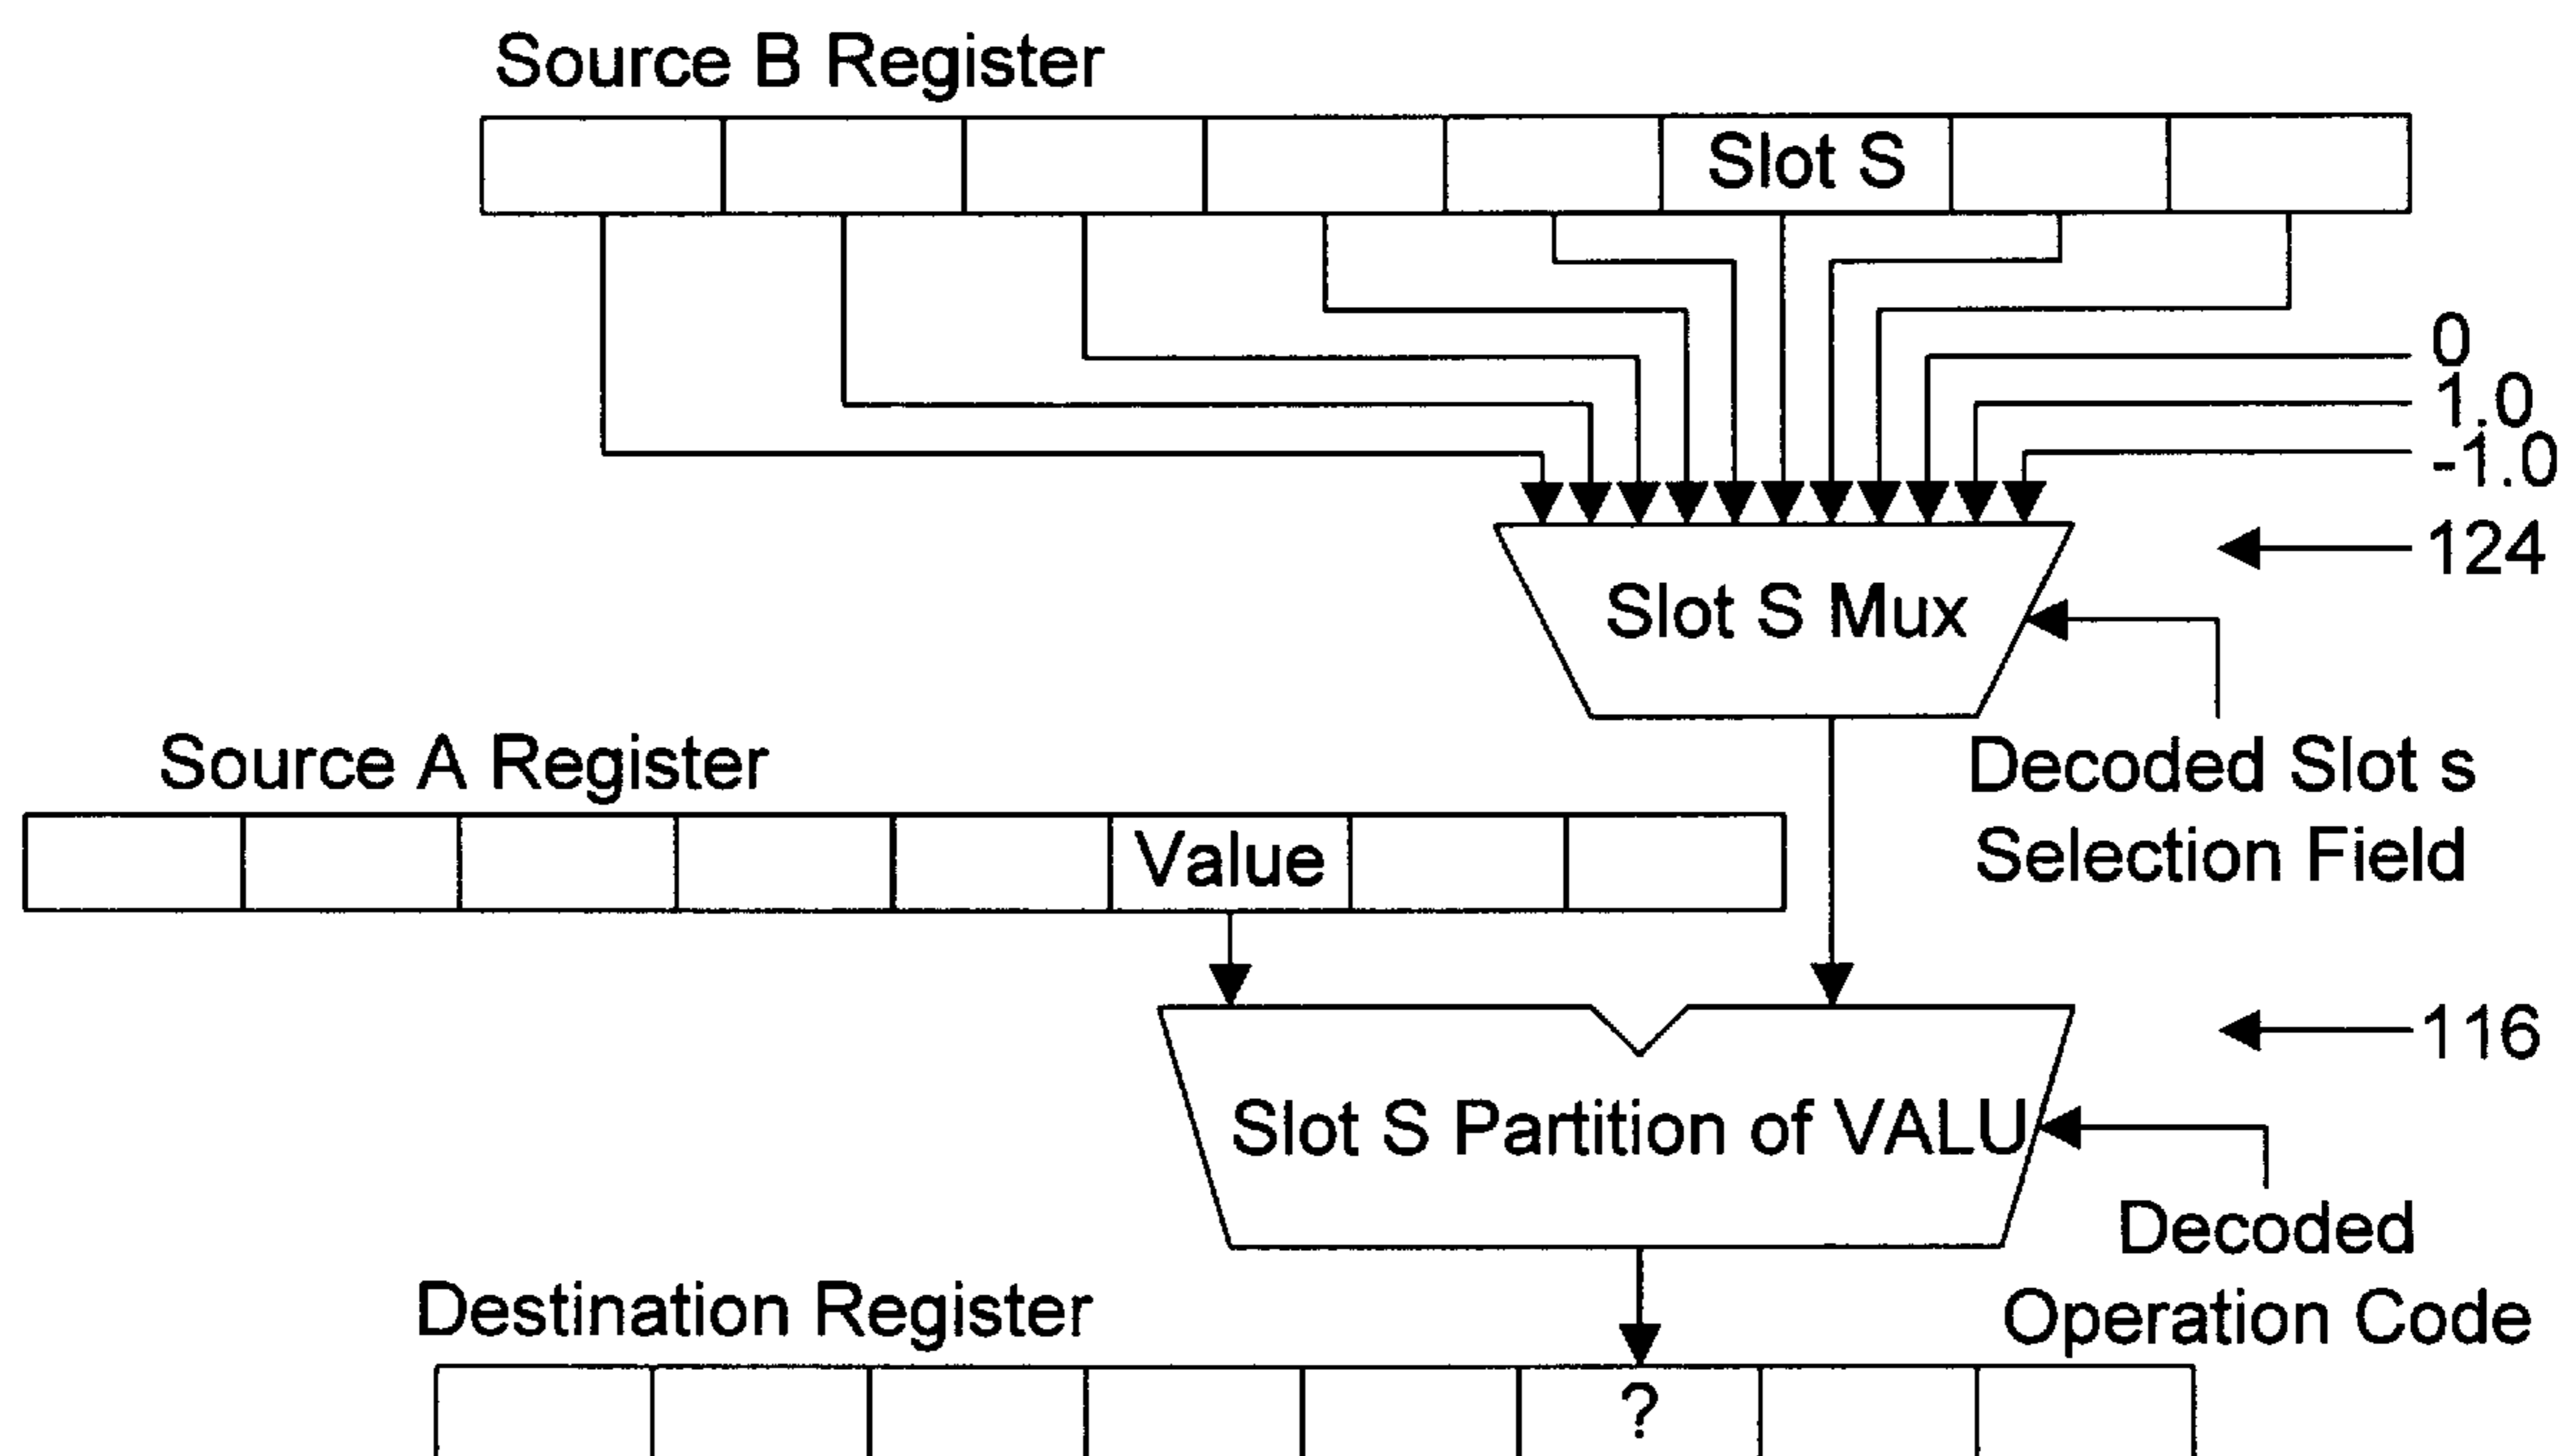 Source B Register
Slot S
0
1.0
-1.0
124
Slot S Mux
Source A Register
Decoded Slot s
Selection Field
Value
116
Slot S Partition of VALU
Decoded
Operation Code
Destination Register
?